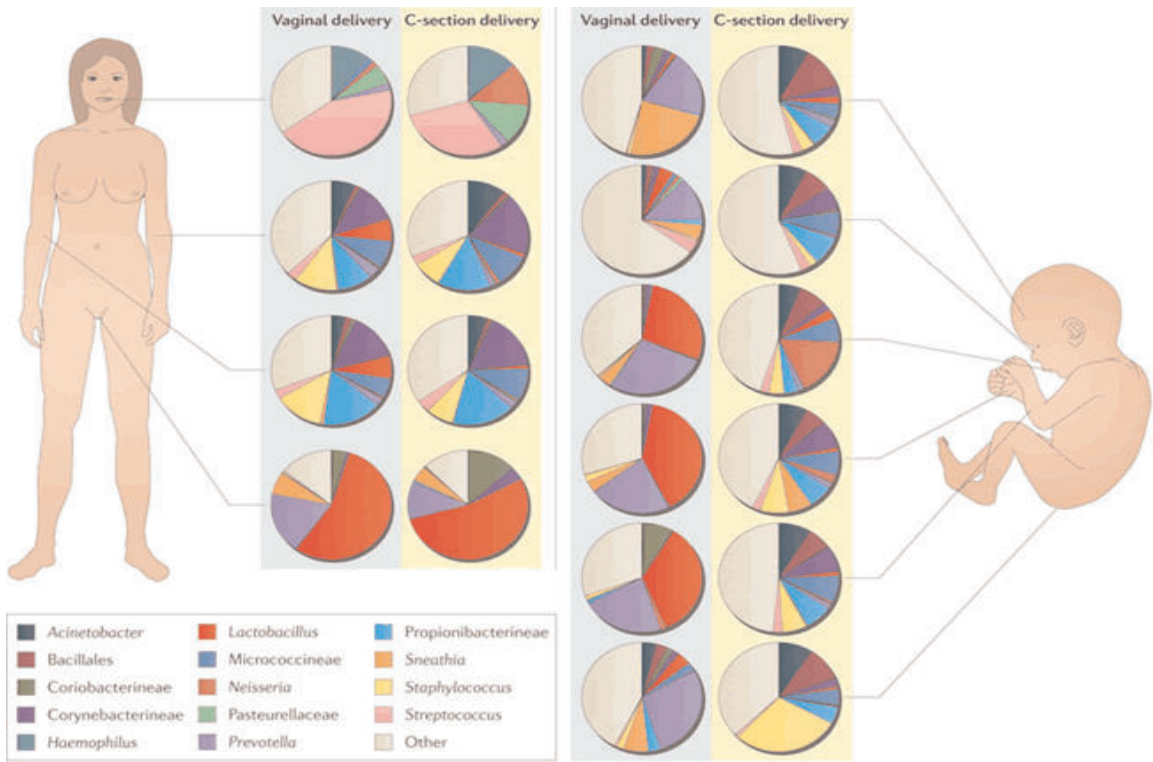 Vaginal delivery C-section delivery
Vaginal delivery C-section delivery
Acinetobacter
Bacillales
Coriobacterineae
Corynebacterineae
Haemophilus
Lactobacillus
Micrococcineae
Neisseria
Pasteurellaceae
Prevotella
Propionibacterineae
Sneathia
Staphylococcus
Streptococcus
Other